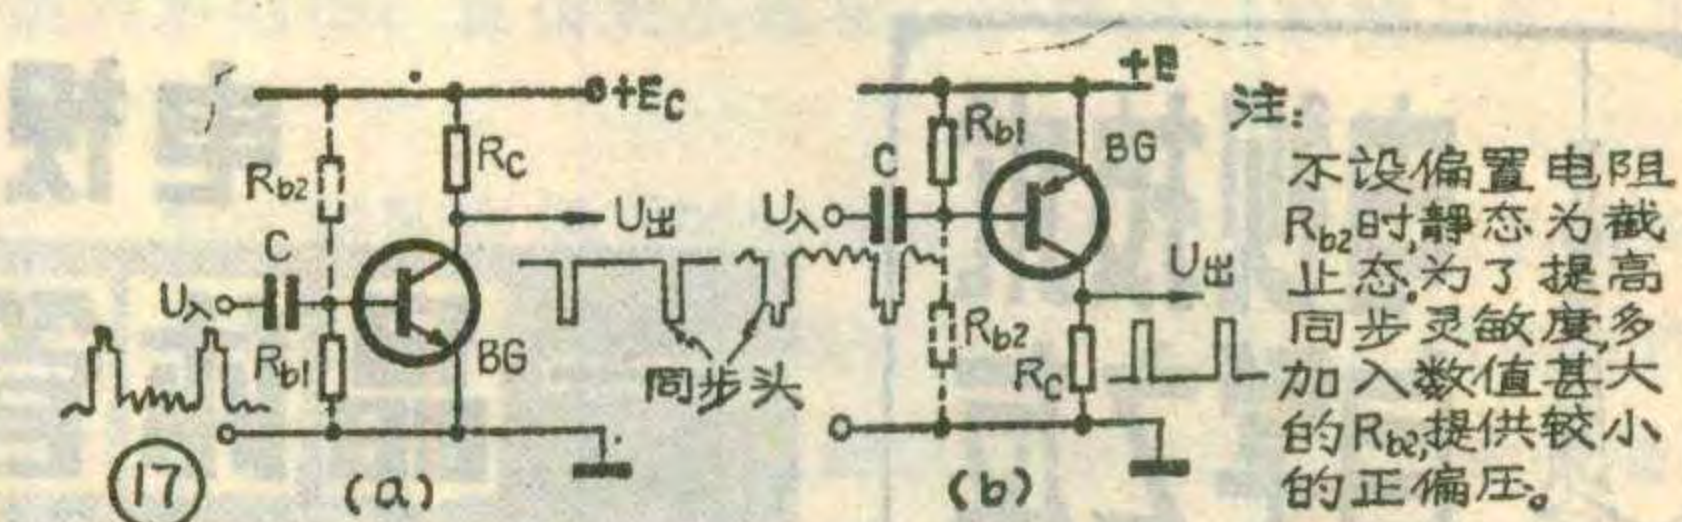 +Ec
Rb2
Rc
C
U出
U入
Rb1
BG
同步头
(a)
17
+E
Rb1
BG
C
U入
U出
Rb2
Rc
(b)
注:
不设偏置电阻
Rb2时,静态为截
止态,为了提高
同步灵敏度,多
加入数值甚大
的Rb2,提供较小
的正偏压。